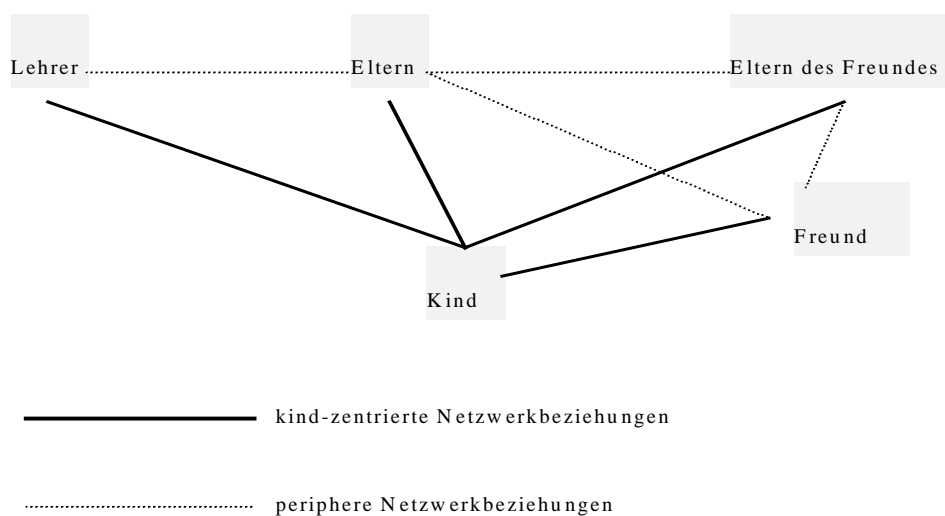 Lehrer
Eltern
Eltern des Freundes
Freund
Kind
kind-zentrierte Netzwerkbeziehungen
periphere Netzwerkbeziehungen